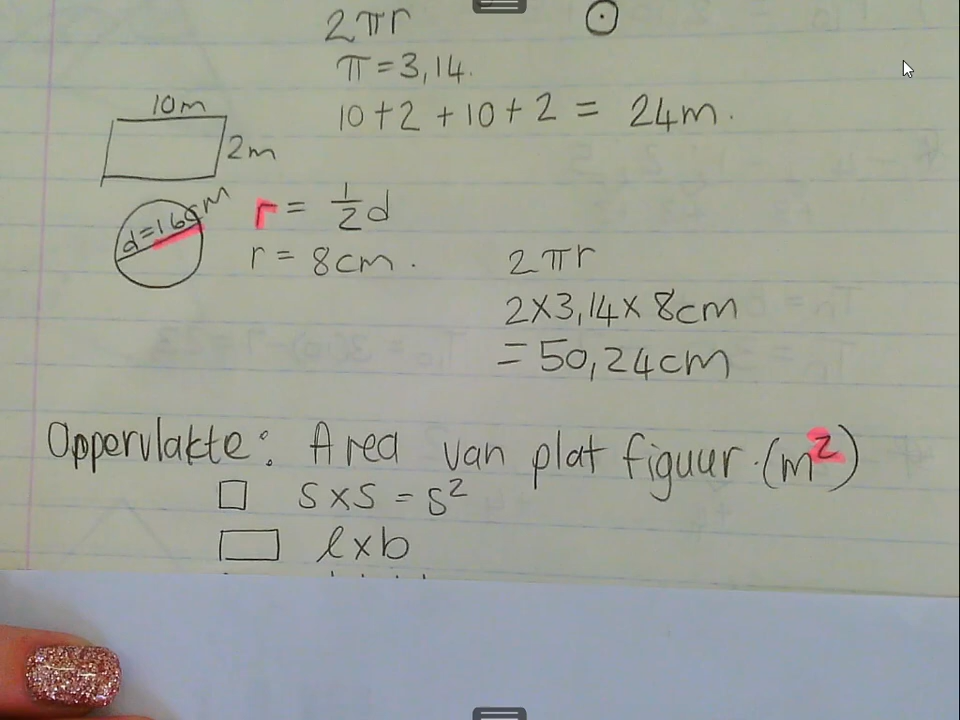 2πr
π = 3,14.
10 + 2 + 10 + 2 = 24m.
10m
2m
d=16cm
r = ½d
r = 8cm.
2πr
2×3,14×8cm
= 50,24cm
Oppervlakte: Area van plat figuur. (m²)
s×s = s²
l×b